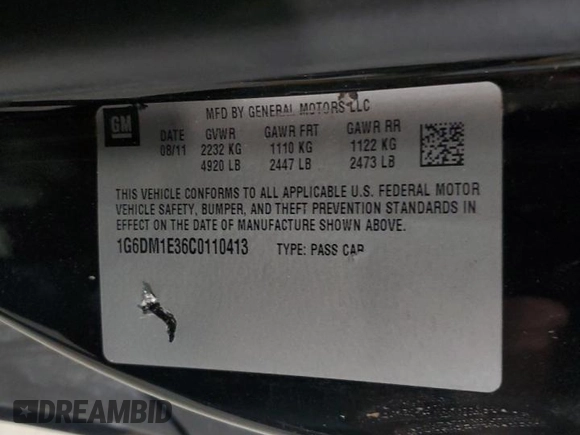 MFD BY GENERAL MOTORS LLC
GM
DATE GVWR GAWR FRT GAWR RR
08/11 2232 KG 1110 KG 1122 KG
4920 LB 2447 LB 2473 LB
THIS VEHICLE CONFORMS TO ALL APPLICABLE U.S. FEDERAL MOTOR
VEHICLE SAFETY, BUMPER, AND THEFT PREVENTION STANDARDS IN
EFFECT ON THE DATE OF MANUFACTURE SHOWN ABOVE.
1G6DM1E36C0110413 TYPE: PASS CAR
DREAMBID